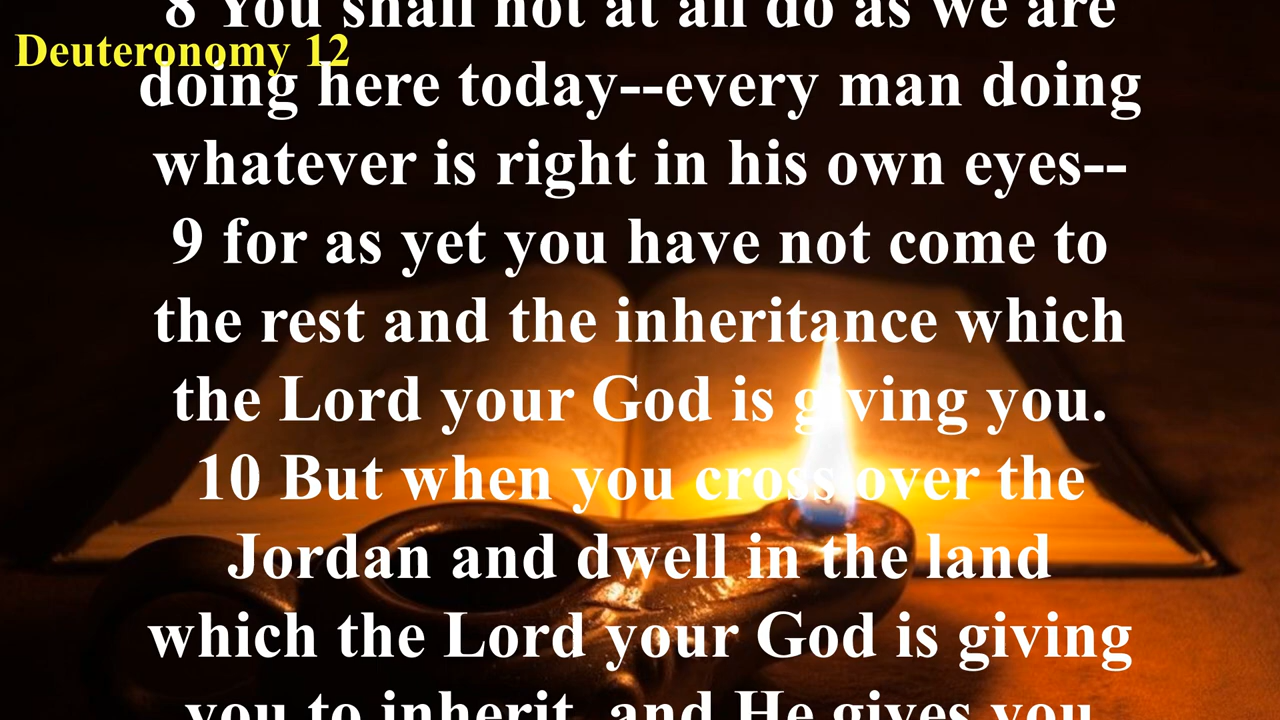 8 You shall not at all do as we are
Deuteronomy 12
doing here today--every man doing
whatever is right in his own eyes--
9 for as yet you have not come to
the rest and the inheritance which
the Lord your God is giving you.
10 But when you cross over the
Jordan and dwell in the land
which the Lord your God is giving
you to inherit, and He gives you